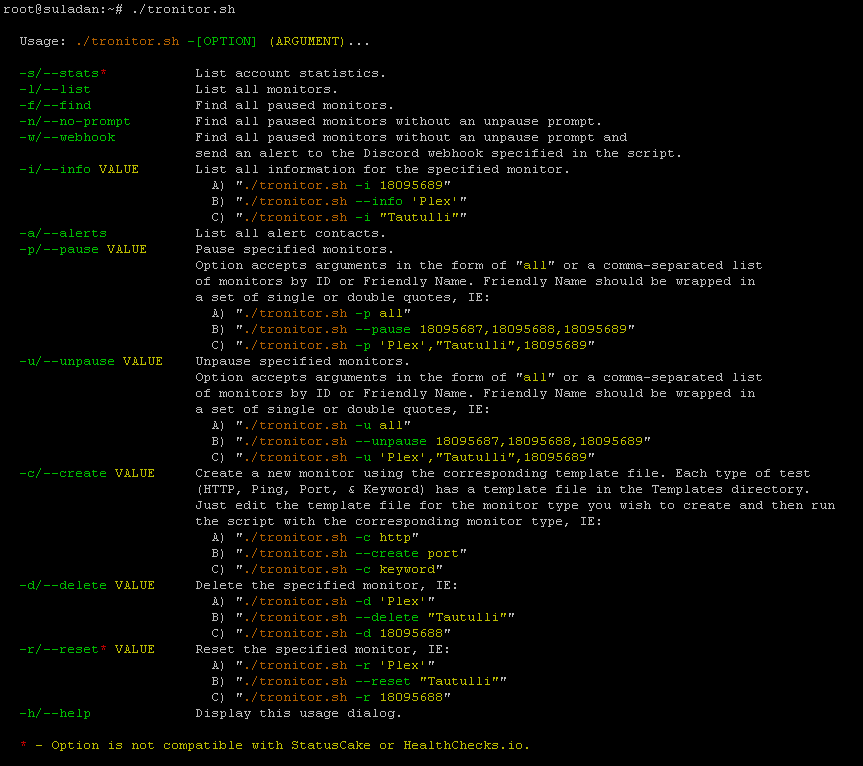 root@suladan:~# ./tronitor.sh
Usage: ./tronitor.sh -[OPTION] (ARGUMENT)...
-s/--stats* List account statistics.
-l/--list List all monitors.
-f/--find Find all paused monitors.
-n/--no-prompt Find all paused monitors without an unpause prompt.
-w/--webhook Find all paused monitors without an unpause prompt and
send an alert to the Discord webhook specified in the script.
-i/--info VALUE List all information for the specified monitor.
A) "./tronitor.sh -i 18095689"
B) "./tronitor.sh --info 'Plex'"
C) "./tronitor.sh -i "Tautulli""
-a/--alerts List all alert contacts.
-p/--pause VALUE Pause specified monitors.
Option accepts arguments in the form of "all" or a comma-separated list
of monitors by ID or Friendly Name. Friendly Name should be wrapped in
a set of single or double quotes, IE:
A) "./tronitor.sh -p all"
B) "./tronitor.sh --pause 18095687,18095688,18095689"
C) "./tronitor.sh -p 'Plex',"Tautulli",18095689"
-u/--unpause VALUE Unpause specified monitors.
Option accepts arguments in the form of "all" or a comma-separated list
of monitors by ID or Friendly Name. Friendly Name should be wrapped in
a set of single or double quotes, IE:
A) "./tronitor.sh -u all"
B) "./tronitor.sh --unpause 18095687,18095688,18095689"
C) "./tronitor.sh -u 'Plex',"Tautulli",18095689"
-c/--create VALUE Create a new monitor using the corresponding template file. Each type of test
(HTTP, Ping, Port, & Keyword) has a template file in the Templates directory.
Just edit the template file for the monitor type you wish to create and then run
the script with the corresponding monitor type, IE:
A) "./tronitor.sh -c http"
B) "./tronitor.sh --create port"
C) "./tronitor.sh -c keyword"
-d/--delete VALUE Delete the specified monitor, IE:
A) "./tronitor.sh -d 'Plex'"
B) "./tronitor.sh --delete "Tautulli""
C) "./tronitor.sh -d 18095688"
-r/--reset* VALUE Reset the specified monitor, IE:
A) "./tronitor.sh -r 'Plex'"
B) "./tronitor.sh --reset "Tautulli""
C) "./tronitor.sh -r 18095688"
-h/--help Display this usage dialog.
* - Option is not compatible with StatusCake or HealthChecks.io.